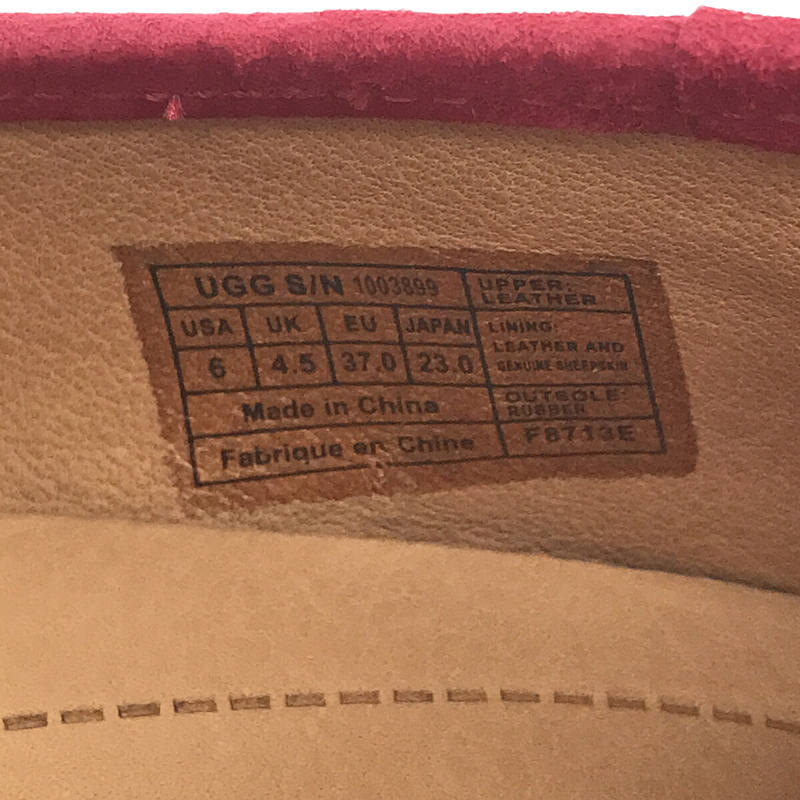 UGG S/N 1003899
UPPER:
LEATHER
USA UK EU JAPAN
6 4.5 37.0 23.0
LINING:
LEATHER AND
GENUINE SHEEPSKIN
Made in China
OUTSOLE:
RUBBER
Fabrique en Chine
F8713E